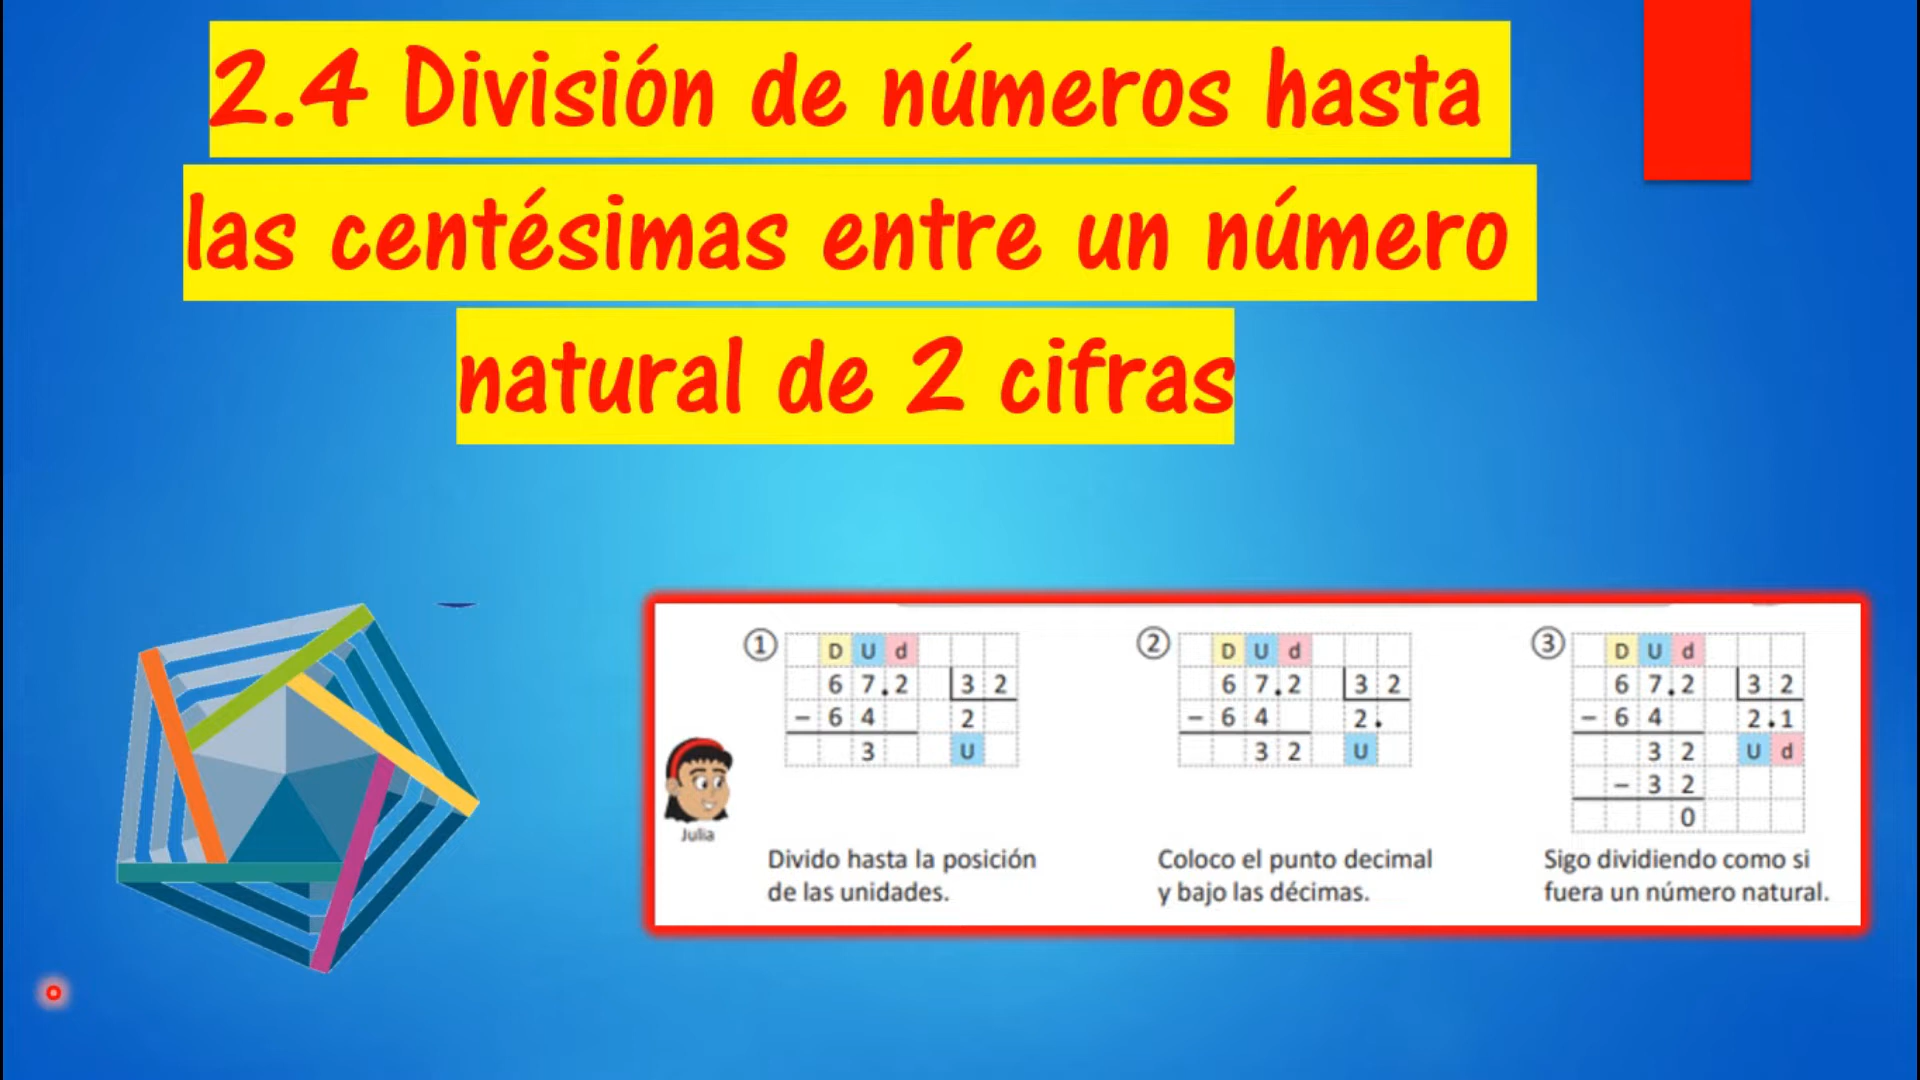 2.4 División de números hasta
las centésimas entre un número
natural de 2 cifras
① D U d
6 7.2 3 2
- 6 4 2
3 U
② D U d
6 7.2 3 2
- 6 4 2.
3 2 U
③ D U d
6 7.2 3 2
- 6 4 2.1
3 2 U d
- 3 2
0
Julia
Divido hasta la posición
de las unidades.
Coloco el punto decimal
y bajo las décimas.
Sigo dividiendo como si
fuera un número natural.